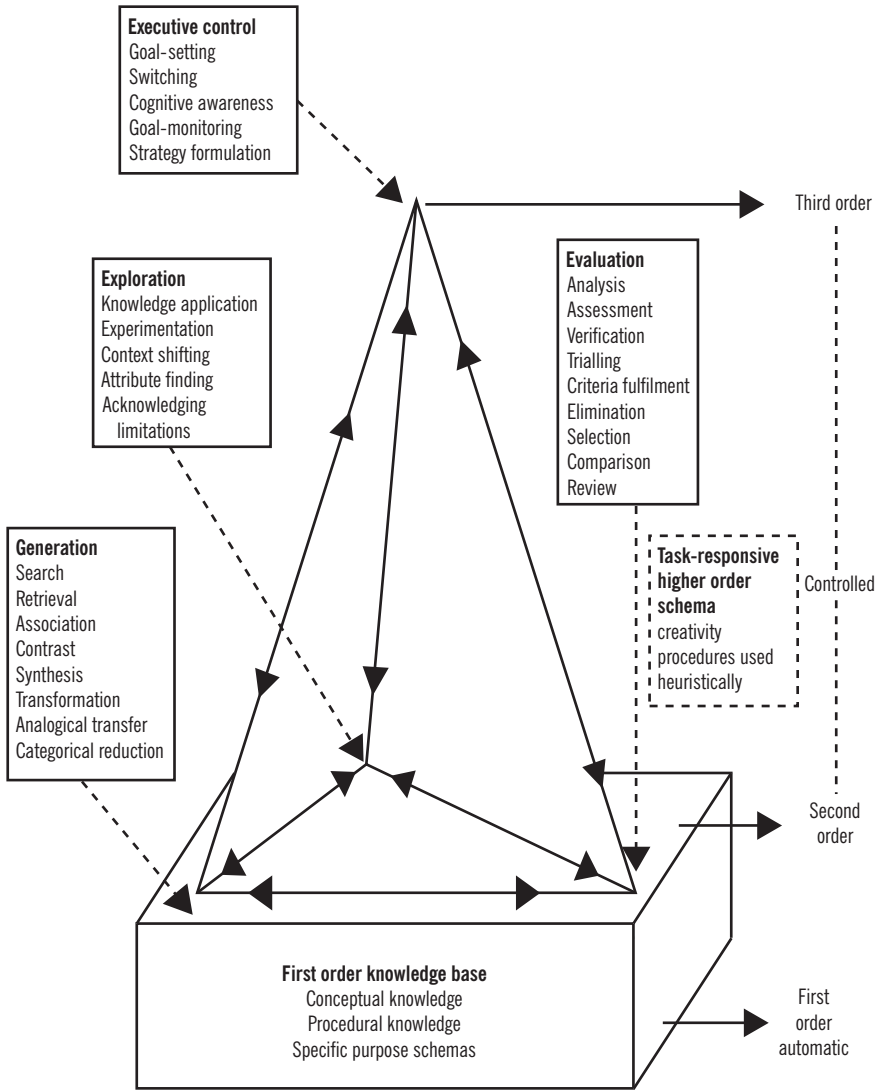 Executive control
Goal-setting
Switching
Cognitive awareness
Goal-monitoring
Strategy formulation
Third order
Exploration
Knowledge application
Experimentation
Context shifting
Attribute finding
Acknowledging
limitations
Evaluation
Analysis
Assessment
Verification
Trialling
Criteria fulfilment
Elimination
Selection
Comparison
Review
Generation
Search
Retrieval
Association
Contrast
Synthesis
Transformation
Analogical transfer
Categorical reduction
Task-responsive
higher order
schema
creativity
procedures used
heuristically
Controlled
Second
order
First order knowledge base
Conceptual knowledge
Procedural knowledge
Specific purpose schemas
First
order
automatic